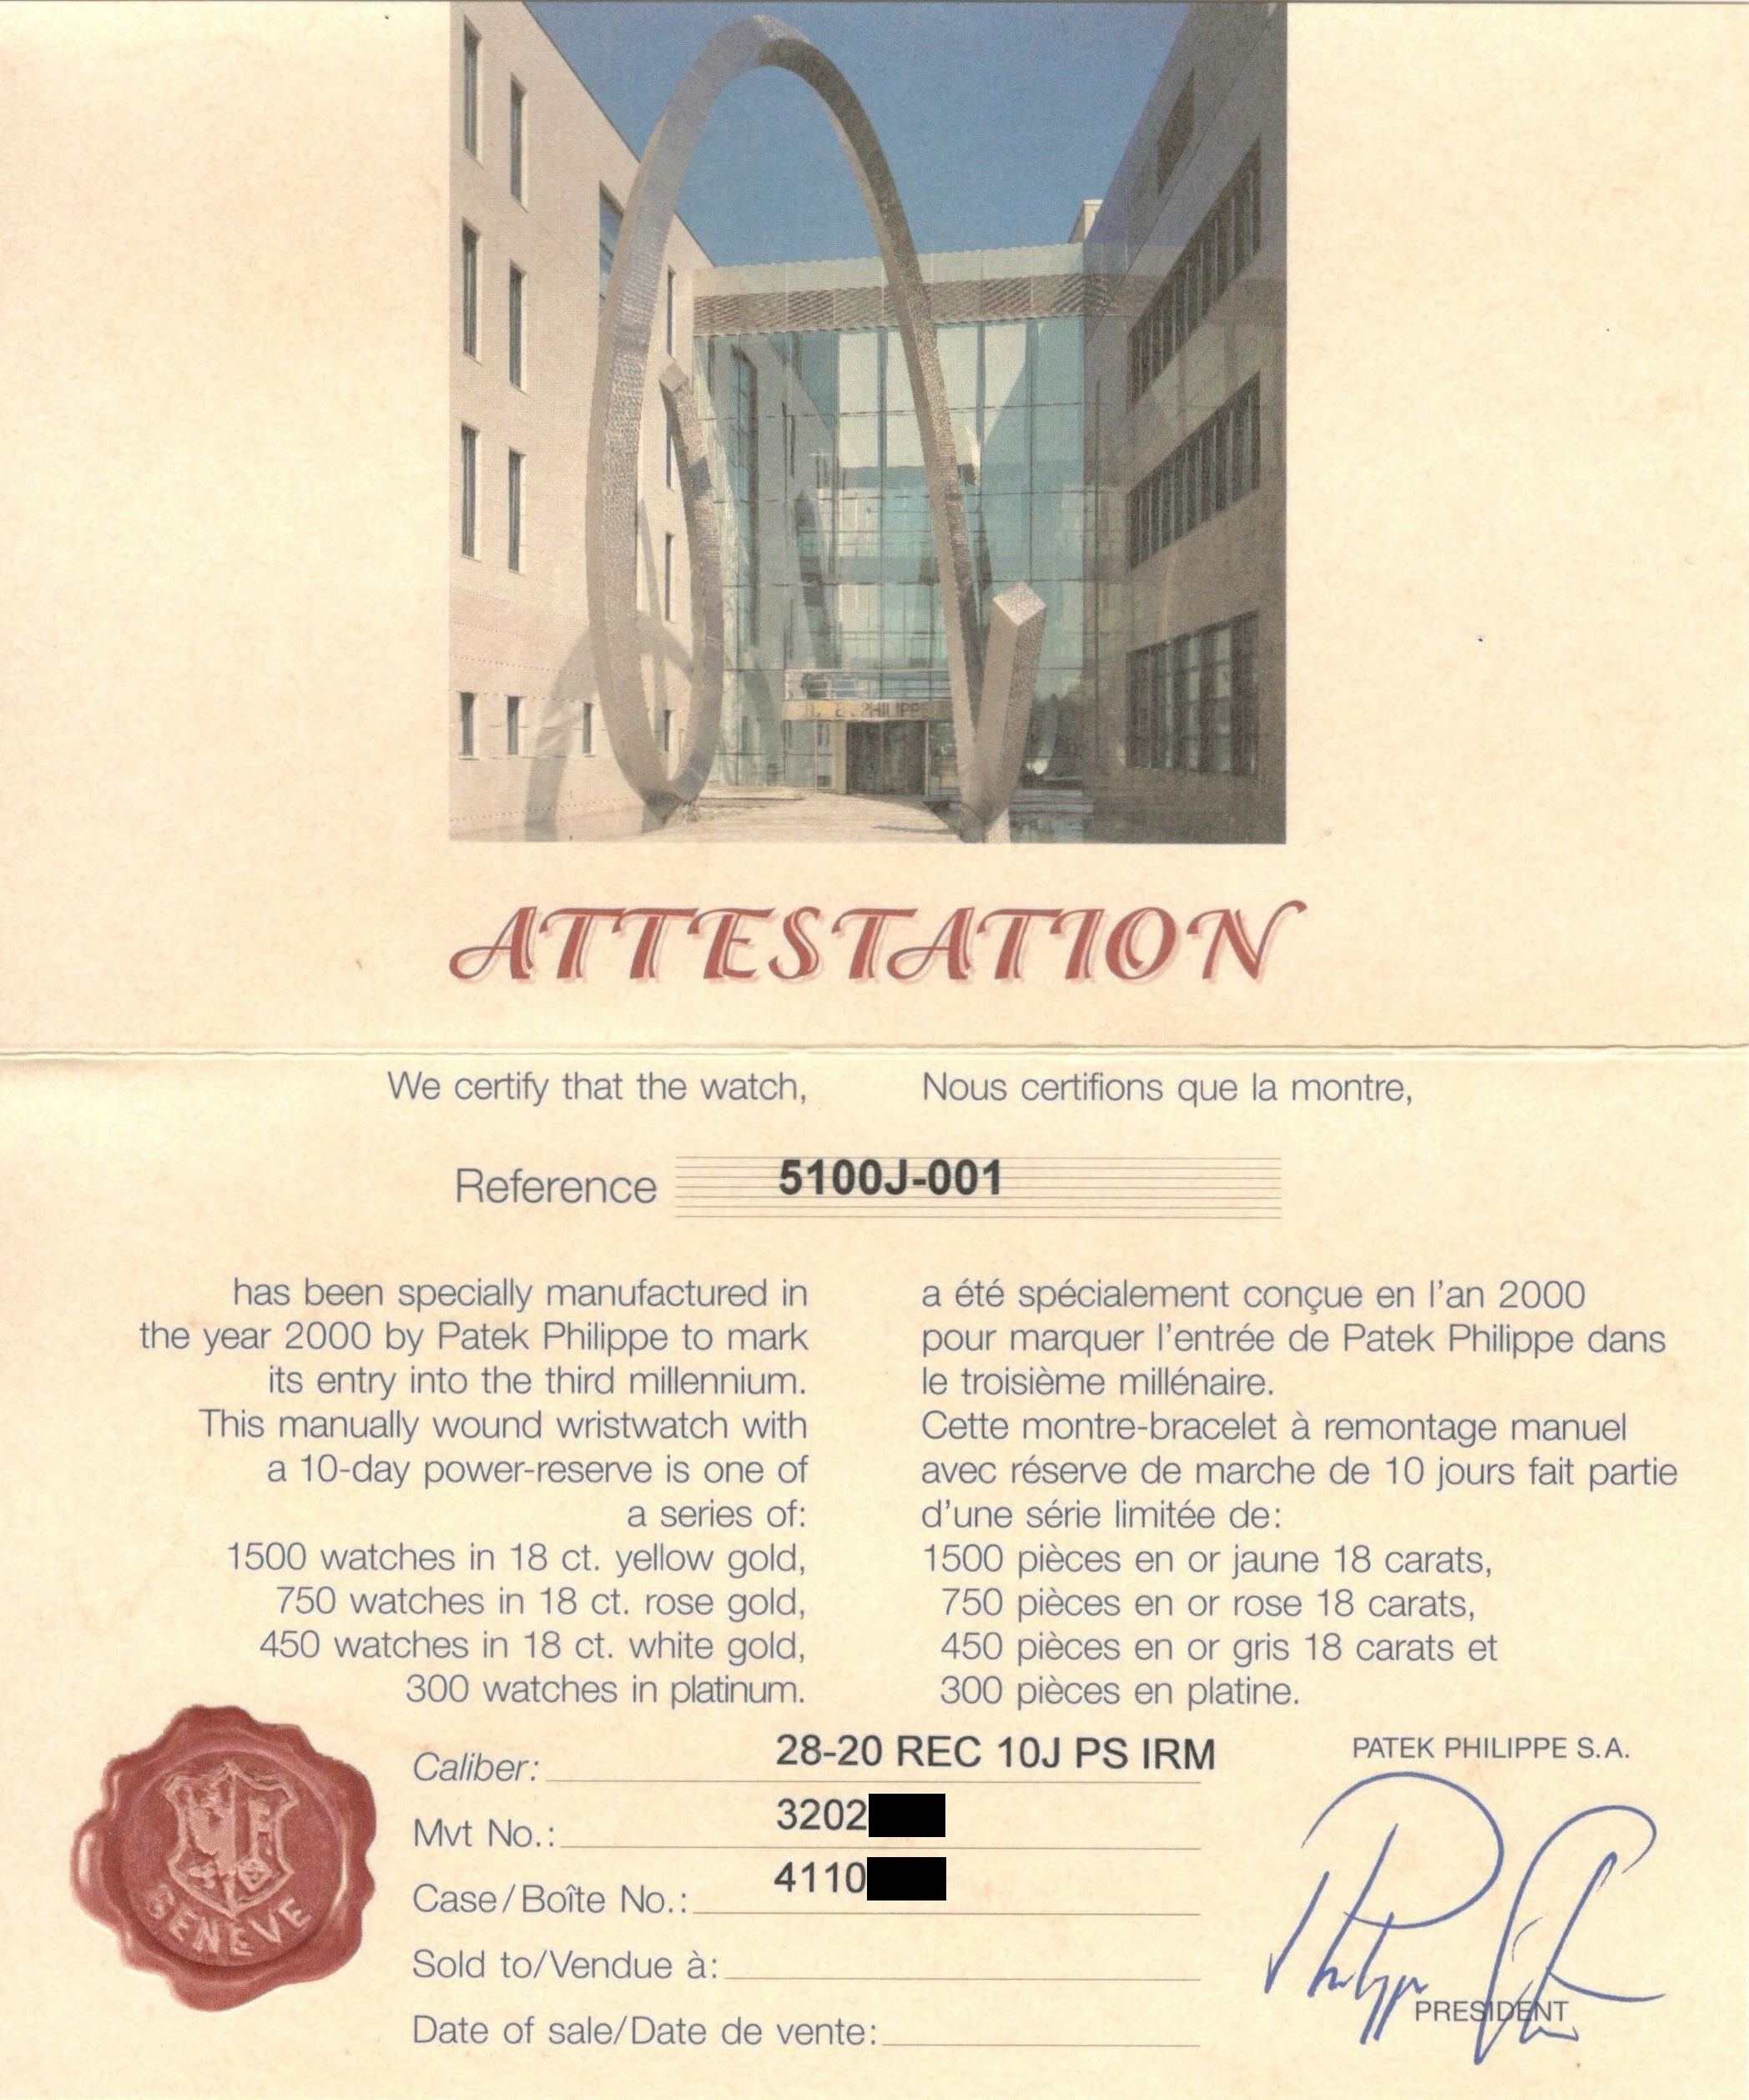 PHILIPPE
ATTESTATION
We certify that the watch,
Nous certifions que la montre,
Reference 5100J-001
has been specially manufactured in
the year 2000 by Patek Philippe to mark
its entry into the third millennium.
This manually wound wristwatch with
a 10-day power-reserve is one of
a series of:
1500 watches in 18 ct. yellow gold,
750 watches in 18 ct. rose gold,
450 watches in 18 ct. white gold,
300 watches in platinum.
a été spécialement conçue en l'an 2000
pour marquer l'entrée de Patek Philippe dans
le troisième millénaire.
Cette montre-bracelet à remontage manuel
avec réserve de marche de 10 jours fait partie
d'une série limitée de:
1500 pièces en or jaune 18 carats,
750 pièces en or rose 18 carats,
450 pièces en or gris 18 carats et
300 pièces en platine.
GENÈVE
Caliber: 28-20 REC 10J PS IRM
Mvt No.: 3202
Case/Boîte No.: 4110
Sold to/Vendue à:
Date of sale/Date de vente:
PATEK PHILIPPE S.A.
PRESIDENT